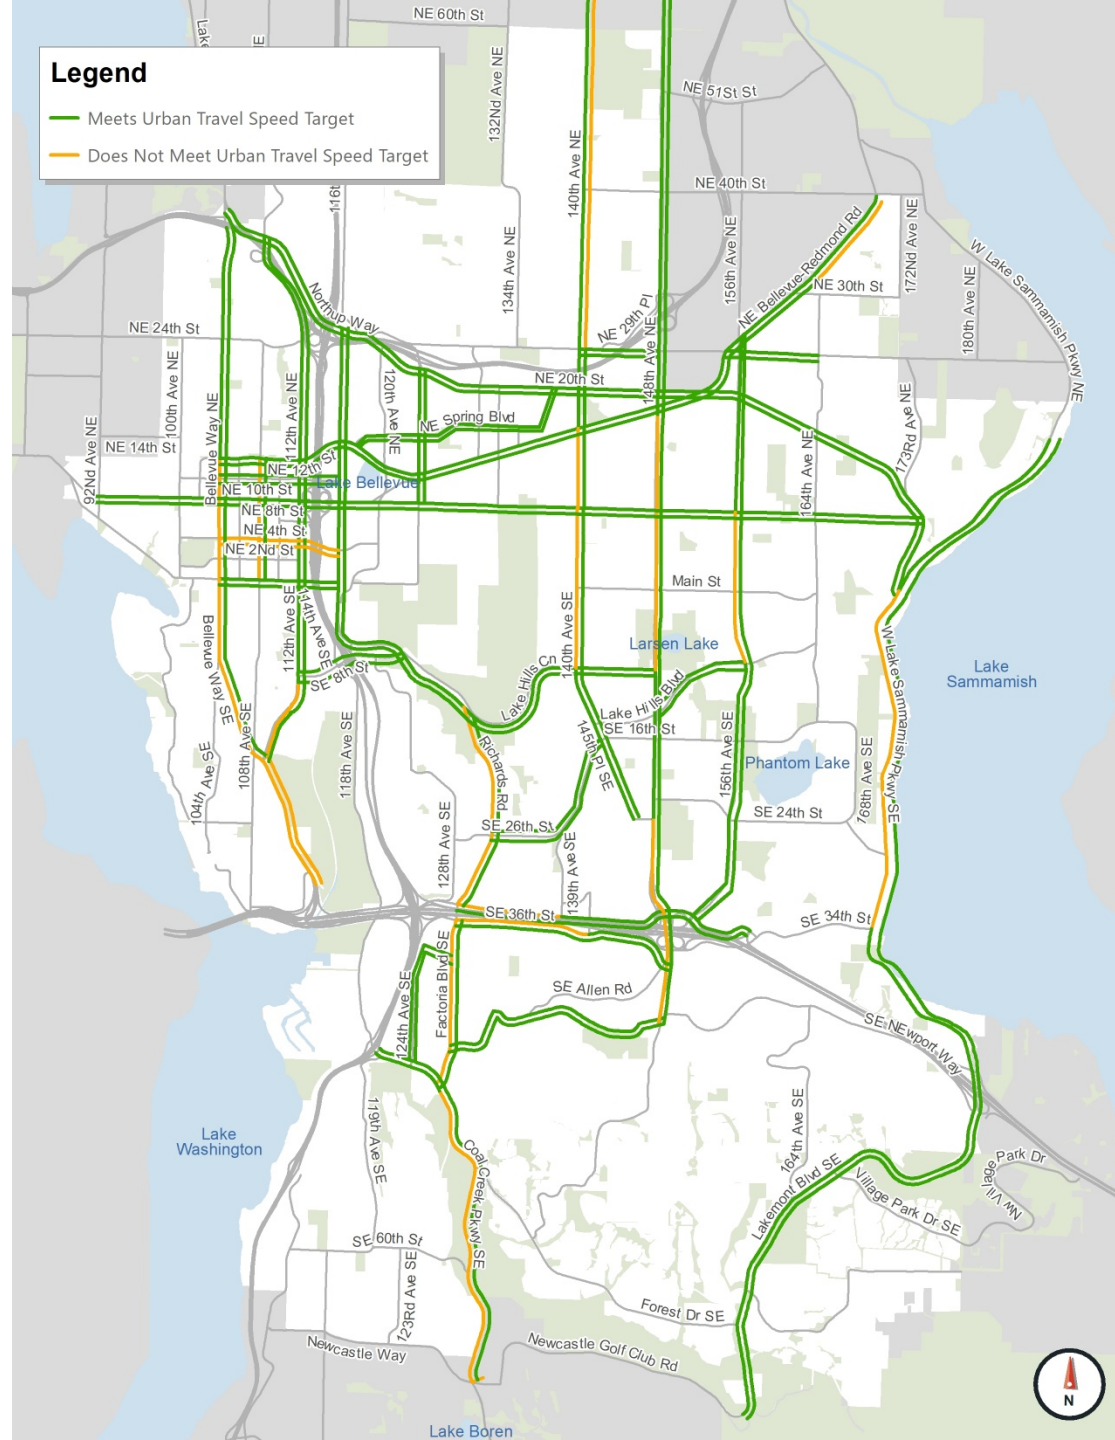 NE 60th St
Lake
NE
Legend
Meets Urban Travel Speed Target
Does Not Meet Urban Travel Speed Target
132Nd Ave NE
NE 51St St
140th Ave NE
NE 40th St
116t
134th Ave NE
156th Ave NE
NE Bellevue-Redmond Rd
172Nd Ave NE
W Lake Sammamish Pkwy NE
180th Ave NE
NE 30th St
Northup Way
NE 29th Pl
148th Ave NE
NE 24th St
100th Ave NE
Bellevue Way NE
112th Ave NE
120th Ave NE
NE 20th St
NE Spring Blvd
92Nd Ave NE
NE 14th St
NE 12th St
173Rd Ave NE
164th Ave NE
Lake Bellevue
NE 10th St
NE 8th St
NE 4th St
NE 2Nd St
Main St
Bellevue Way SE
112th Ave SE
114th Ave SE
SE 8th St
Lake Hills Cn
140th Ave SE
Larsen Lake
Lake Hills Blvd
SE 16th St
145th Pl SE
W Lake Sammamish Pkwy SE
Lake
Sammamish
108th Ave SE
104th Ave SE
118th Ave SE
Richards Rd
156th Ave SE
Phantom Lake
168th Ave SE
SE 24th St
SE 26th St
128th Ave SE
139th Ave SE
SE 36th St
SE 34th St
Factoria Blvd SE
124th Ave SE
SE Allen Rd
SE NEwport Way
Lake
Washington
119th Ave SE
Coal Creek Pkwy SE
164th Ave SE
Lakemont Blvd SE
Village Park Dr SE
NW Village Park Dr
SE 60th St
123Rd Ave SE
Forest Dr SE
Newcastle Way
Newcastle Golf Club Rd
Lake Boren
N